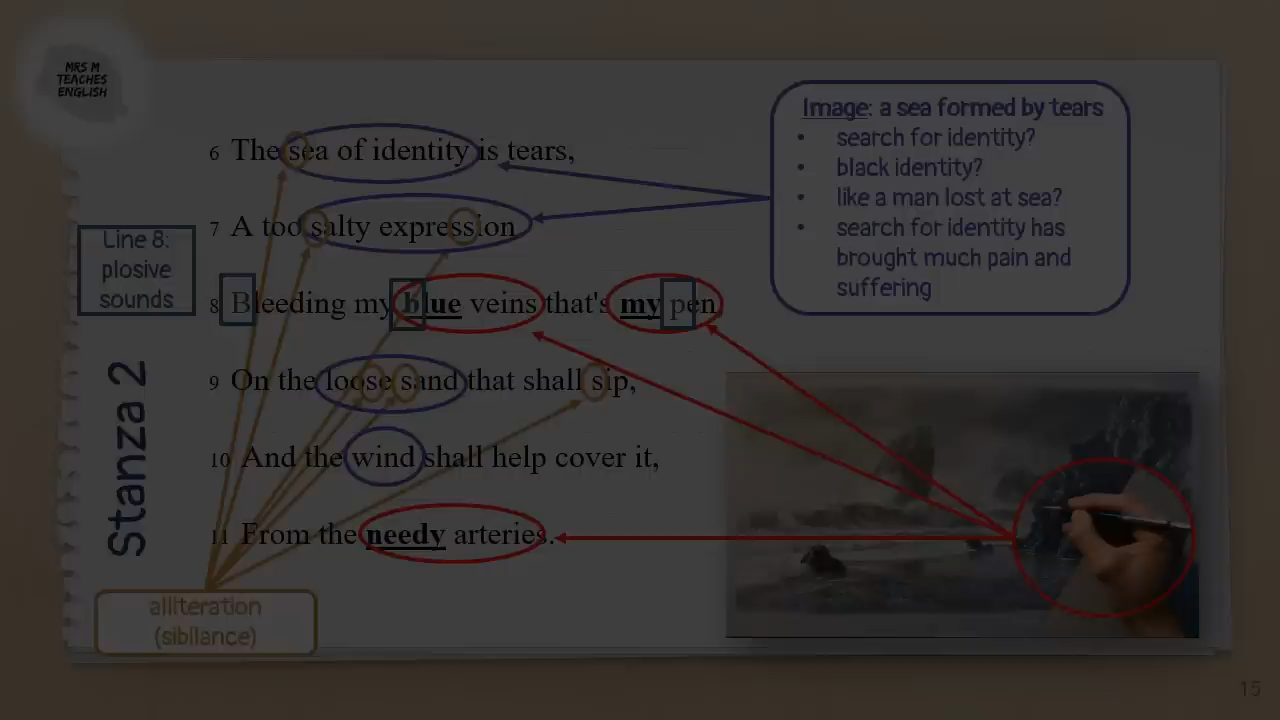 MRS M
TEACHES
ENGLISH
Image: a sea formed by tears
• search for identity?
• black identity?
• like a man lost at sea?
• search for identity has
brought much pain and
suffering
6 The sea of identity is tears,
7 A too salty expression
Line 8:
plosive
sounds
8 Bleeding my blue veins that's my pen
9 On the loose sand that shall sip,
10 And the wind shall help cover it,
11 From the needy arteries.
Stanza 2
alliteration
(sibilance)
15